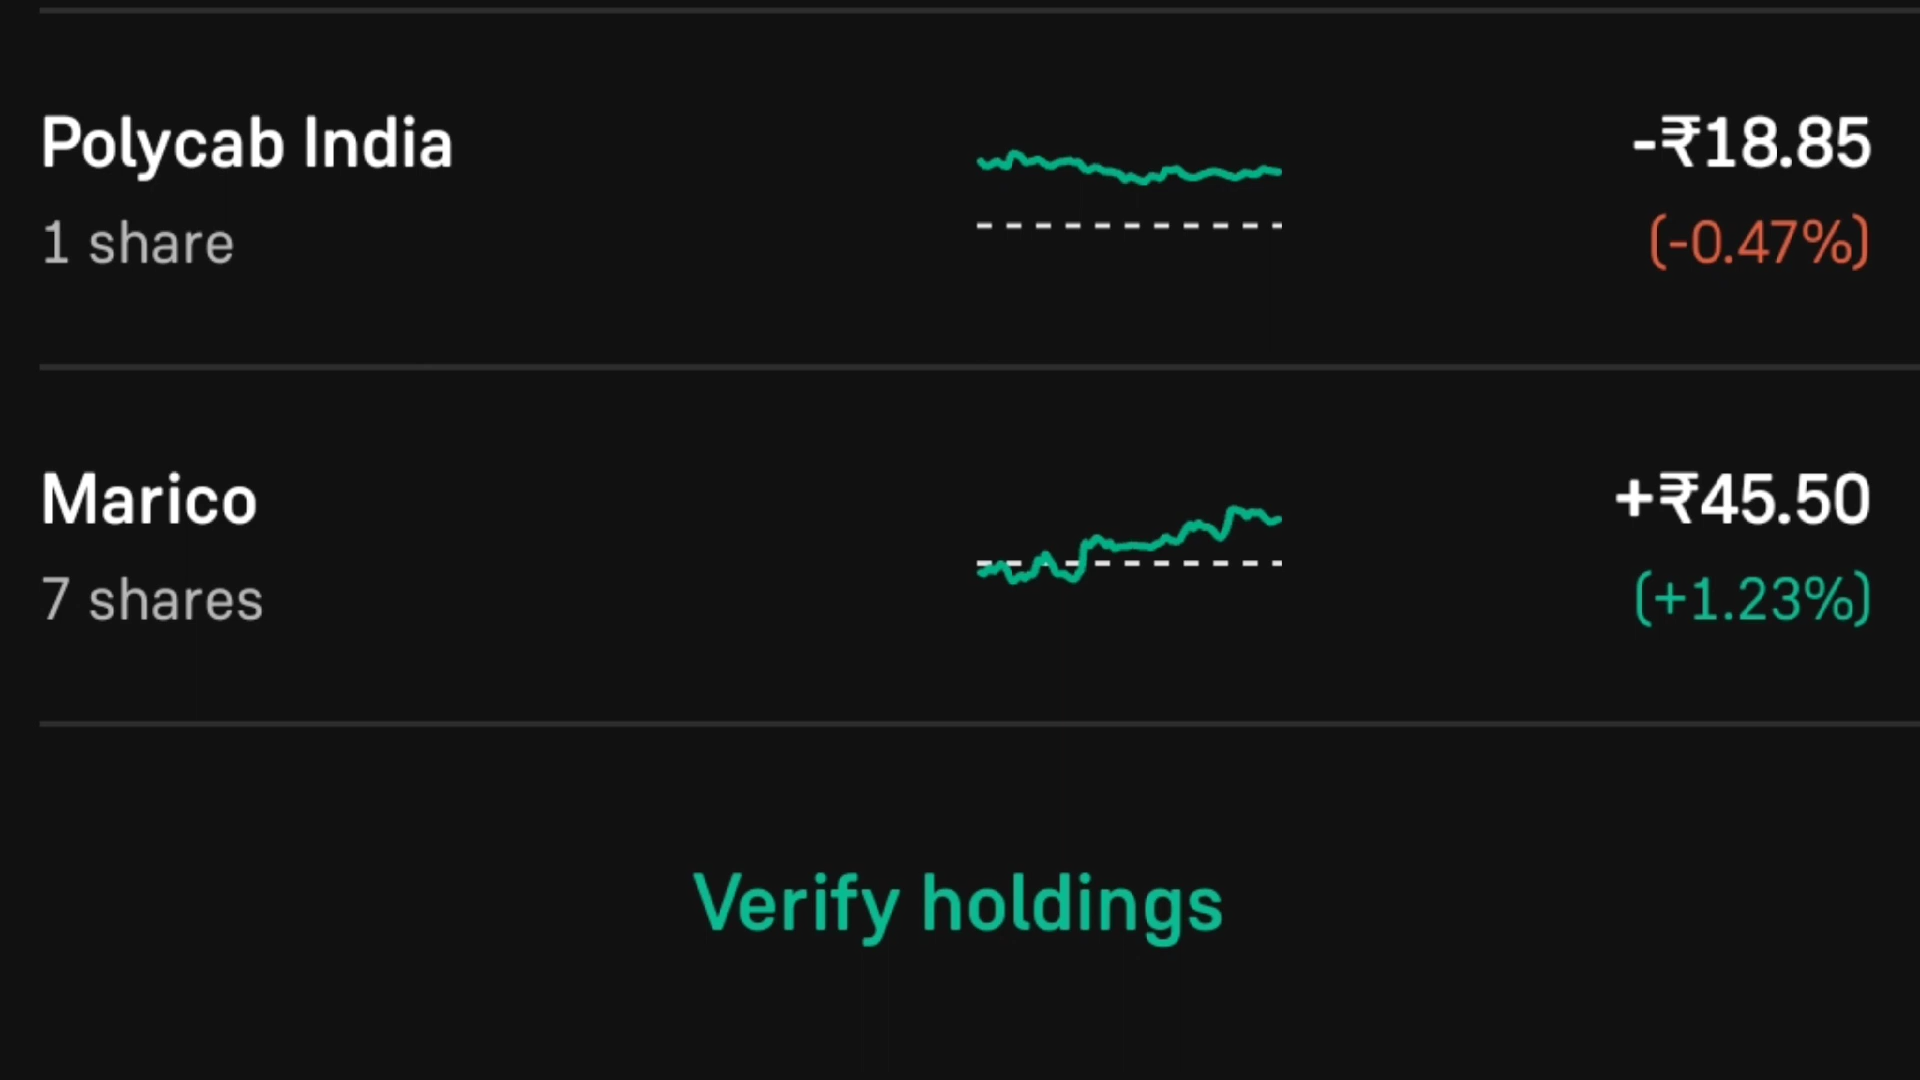 Polycab India
-₹18.85
1 share
(-0.47%)
Marico
+₹45.50
7 shares
(+1.23%)
Verify holdings